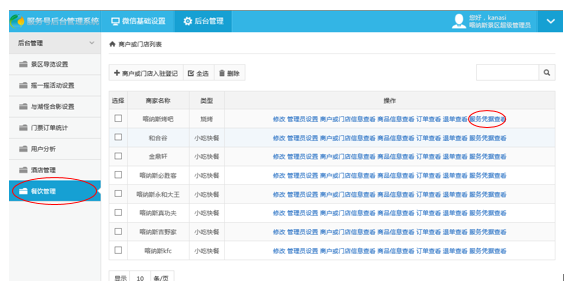 服务号后台管理系统 微信基础设置 后台管理 您好，kanasi
喀纳斯景区超级管理员
后台管理 商户或门店列表
景区导览设置
摇一摇活动设置
与湖怪合影设置
门票订单统计
用户分析
酒店管理
餐饮管理
商户或门店入驻登记 全选 删除
选择 商家名称 类型 操作
喀纳斯烤吧 烧烤 修改 管理员设置 商户或门店信息查看 商品信息查看 订单查看 退单查看 服务凭据查看
和合谷 小吃快餐 修改 管理员设置 商户或门店信息查看 商品信息查看 订单查看 退单查看 服务凭据查看
金鼎轩 小吃快餐 修改 管理员设置 商户或门店信息查看 商品信息查看 订单查看 退单查看 服务凭据查看
喀纳斯必胜客 小吃快餐 修改 管理员设置 商户或门店信息查看 商品信息查看 订单查看 退单查看 服务凭据查看
喀纳斯永和大王 小吃快餐 修改 管理员设置 商户或门店信息查看 商品信息查看 订单查看 退单查看 服务凭据查看
喀纳斯真功夫 小吃快餐 修改 管理员设置 商户或门店信息查看 商品信息查看 订单查看 退单查看 服务凭据查看
喀纳斯吉野家 小吃快餐 修改 管理员设置 商户或门店信息查看 商品信息查看 订单查看 退单查看 服务凭据查看
喀纳斯kfc 小吃快餐 修改 管理员设置 商户或门店信息查看 商品信息查看 订单查看 退单查看 服务凭据查看
显示 10 条/页